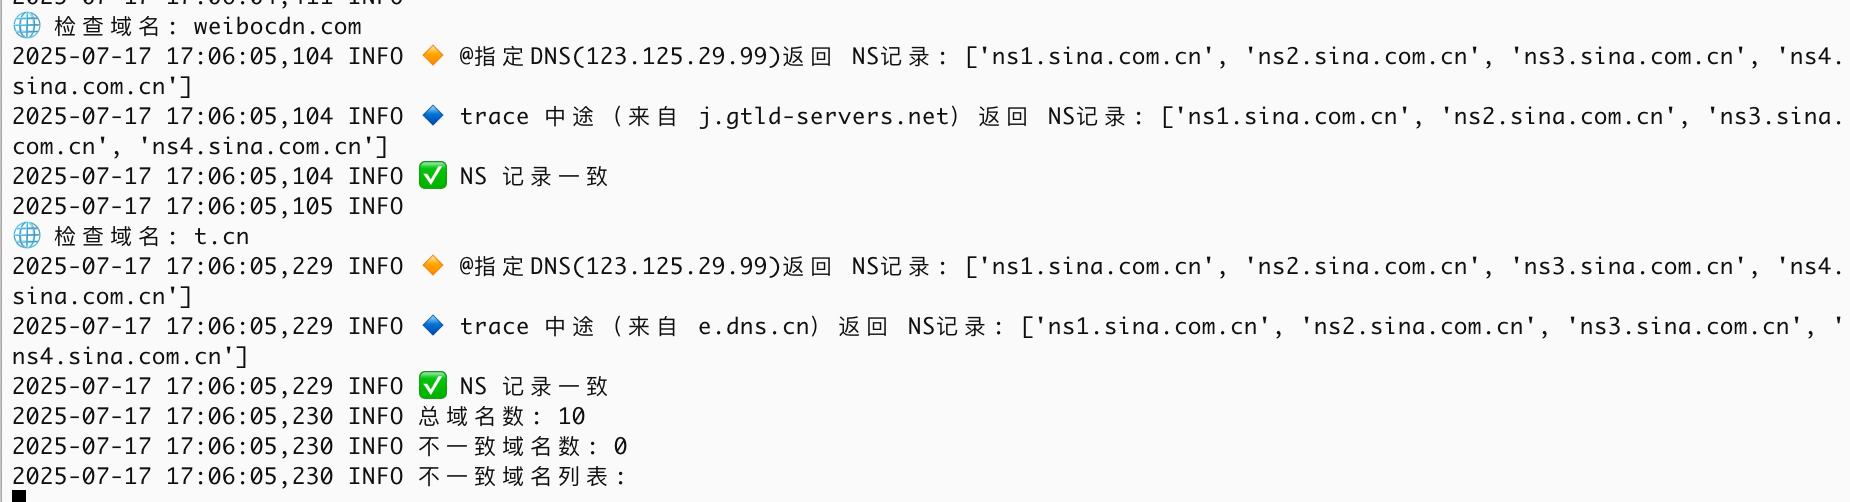 🌐 检查域名: weibocdn.com
2025-07-17 17:06:05,104 INFO 🔶 @指定DNS(123.125.29.99)返回 NS记录: ['ns1.sina.com.cn', 'ns2.sina.com.cn', 'ns3.sina.com.cn', 'ns4.
sina.com.cn']
2025-07-17 17:06:05,104 INFO 🔷 trace 中途（来自 j.gtld-servers.net）返回 NS记录: ['ns1.sina.com.cn', 'ns2.sina.com.cn', 'ns3.sina.
com.cn', 'ns4.sina.com.cn']
2025-07-17 17:06:05,104 INFO ✅ NS 记录一致
2025-07-17 17:06:05,105 INFO
🌐 检查域名: t.cn
2025-07-17 17:06:05,229 INFO 🔶 @指定DNS(123.125.29.99)返回 NS记录: ['ns1.sina.com.cn', 'ns2.sina.com.cn', 'ns3.sina.com.cn', 'ns4.
sina.com.cn']
2025-07-17 17:06:05,229 INFO 🔷 trace 中途（来自 e.dns.cn）返回 NS记录: ['ns1.sina.com.cn', 'ns2.sina.com.cn', 'ns3.sina.com.cn', '
ns4.sina.com.cn']
2025-07-17 17:06:05,229 INFO ✅ NS 记录一致
2025-07-17 17:06:05,230 INFO 总域名数: 10
2025-07-17 17:06:05,230 INFO 不一致域名数: 0
2025-07-17 17:06:05,230 INFO 不一致域名列表: